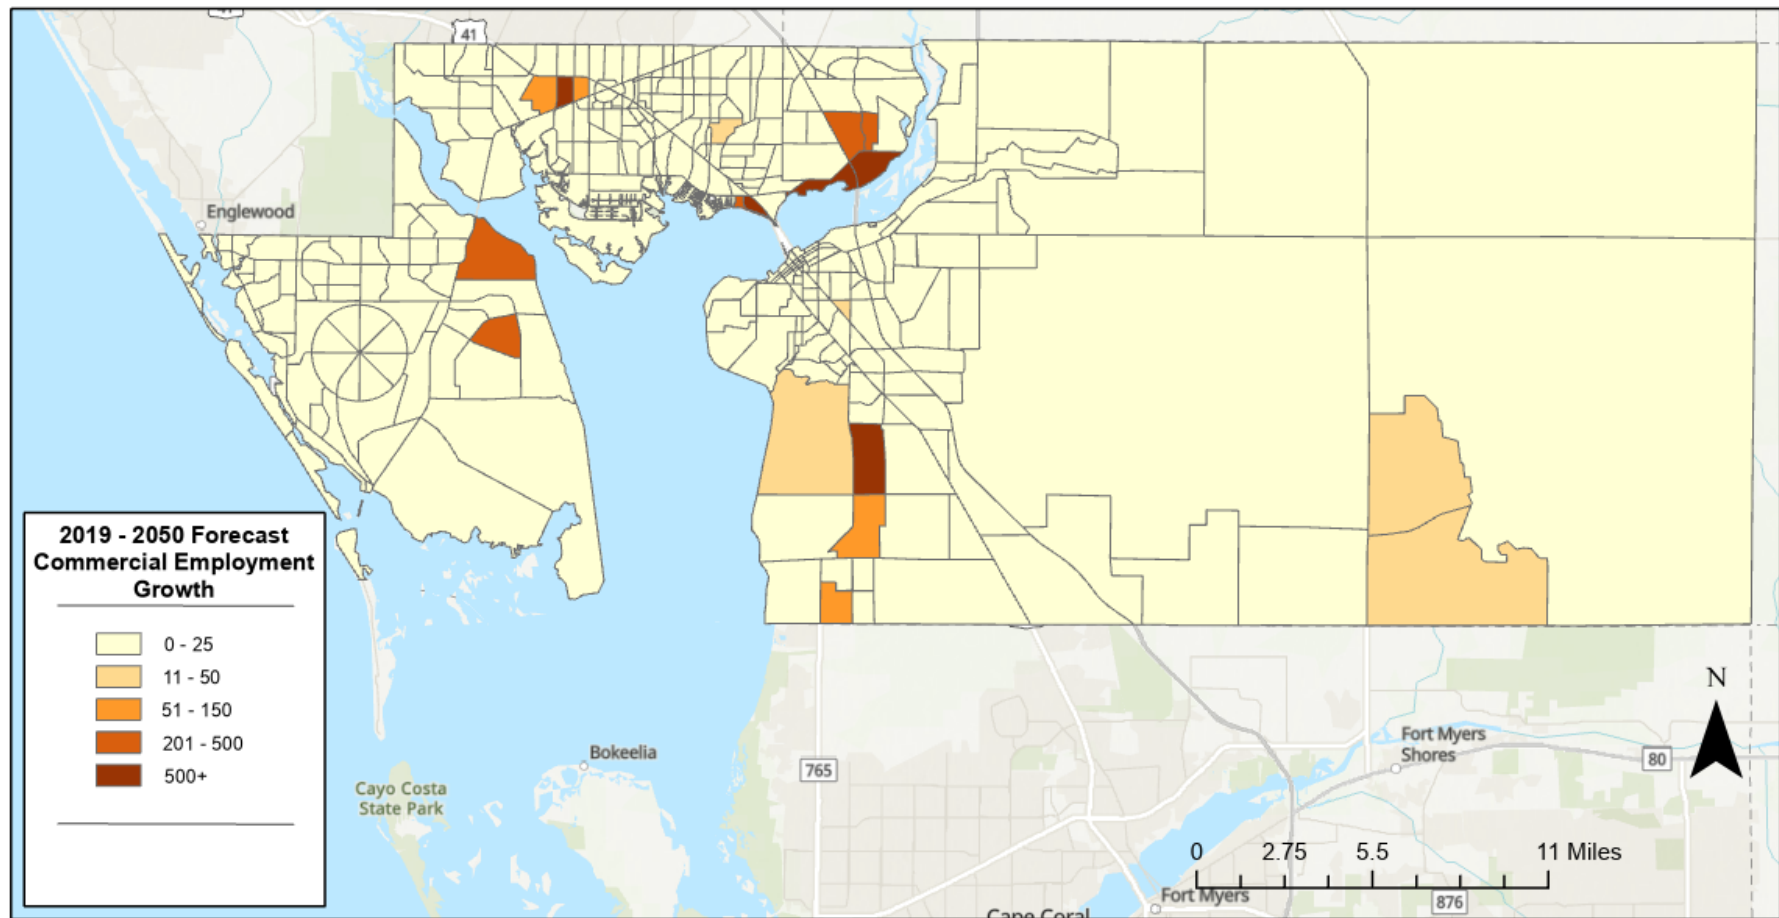 41
41
Englewood
2019 - 2050 Forecast
Commercial Employment
Growth
0 - 25
11 - 50
51 - 150
201 - 500
500+
Bokeelia
Cayo Costa
State Park
765
N
Fort Myers
Shores
80
0 2.75 5.5 11 Miles
Fort Myers
876
Cape Coral